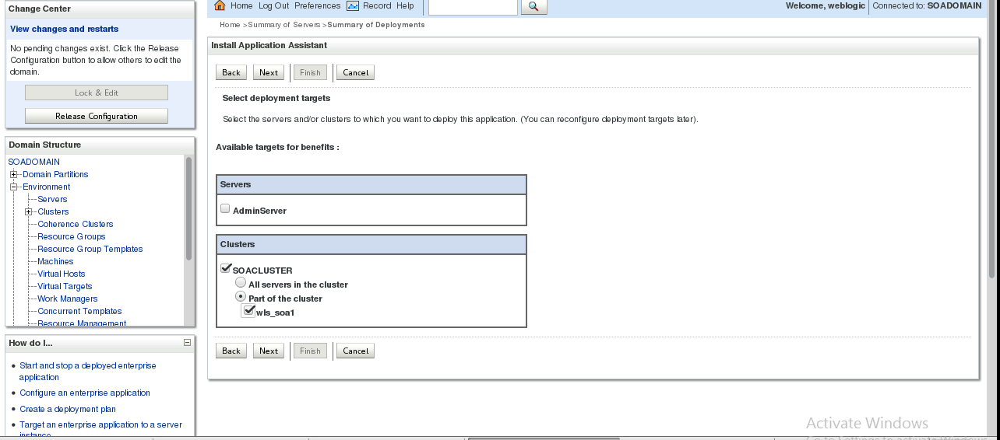 Change Center
View changes and restarts
No pending changes exist. Click the Release
Configuration button to allow others to edit the
domain.
Lock & Edit
Release Configuration
Domain Structure
SOADOMAIN
Domain Partitions
Environment
Servers
Clusters
Coherence Clusters
Resource Groups
Resource Group Templates
Machines
Virtual Hosts
Virtual Targets
Work Managers
Concurrent Templates
Resource Management
How do I...
Start and stop a deployed enterprise
application
Configure an enterprise application
Create a deployment plan
Target an enterprise application to a server
instance
Home Log Out Preferences Record Help
Welcome, weblogic Connected to: SOADOMAIN
Home >Summary of Servers >Summary of Deployments
Install Application Assistant
Back Next Finish Cancel
Select deployment targets
Select the servers and/or clusters to which you want to deploy this application. (You can reconfigure deployment targets later).
Available targets for benefits :
Servers
AdminServer
Clusters
SOACLUSTER
All servers in the cluster
Part of the cluster
wls_soa1
Back Next Finish Cancel
Activate Windows
Go to Settings to activate Windows